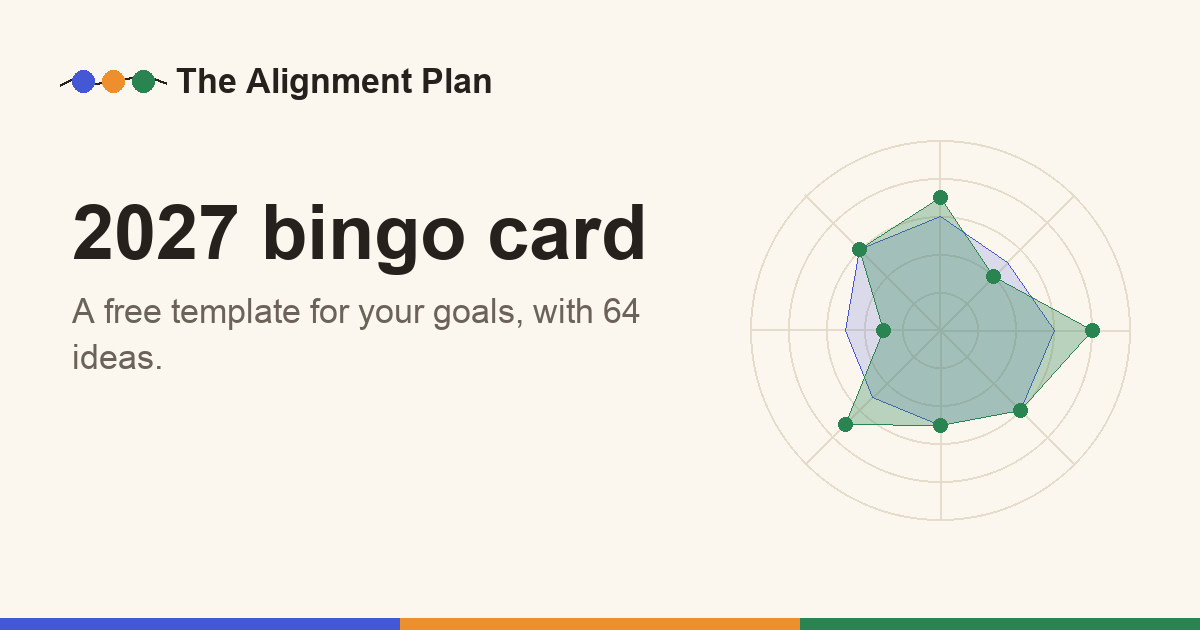 The Alignment Plan
2027 bingo card
A free template for your goals, with 64
ideas.